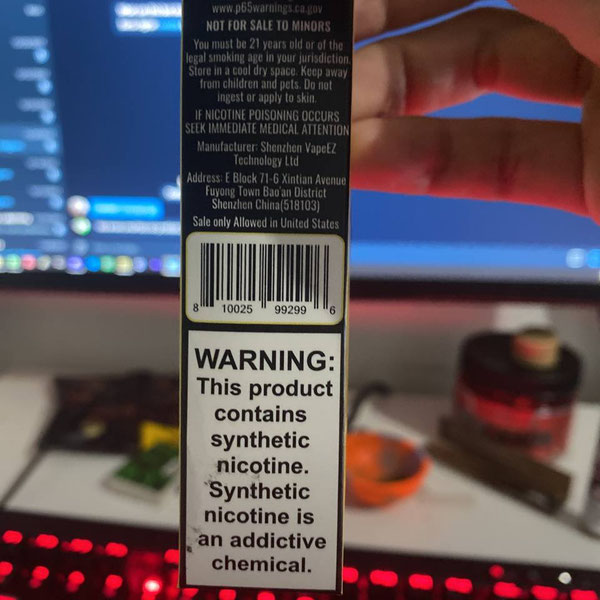 www.p65warnings.ca.gov
NOT FOR SALE TO MINORS
You must be 21 years old or of the
legal smoking age in your jurisdiction.
Store in a cool dry space. Keep away
from children and pets. Do not
ingest or apply to skin.
IF NICOTINE POISONING OCCURS
SEEK IMMEDIATE MEDICAL ATTENTION
Manufacturer: Shenzhen VapeEZ
Technology Ltd
Address: E Block 71-6 Xintian Avenue
Fuyong Town Bao'an District
Shenzhen China(518103)
Sale only Allowed in United States
8 10025 99299 6
WARNING:
This product
contains
synthetic
nicotine.
Synthetic
nicotine is
an addictive
chemical.